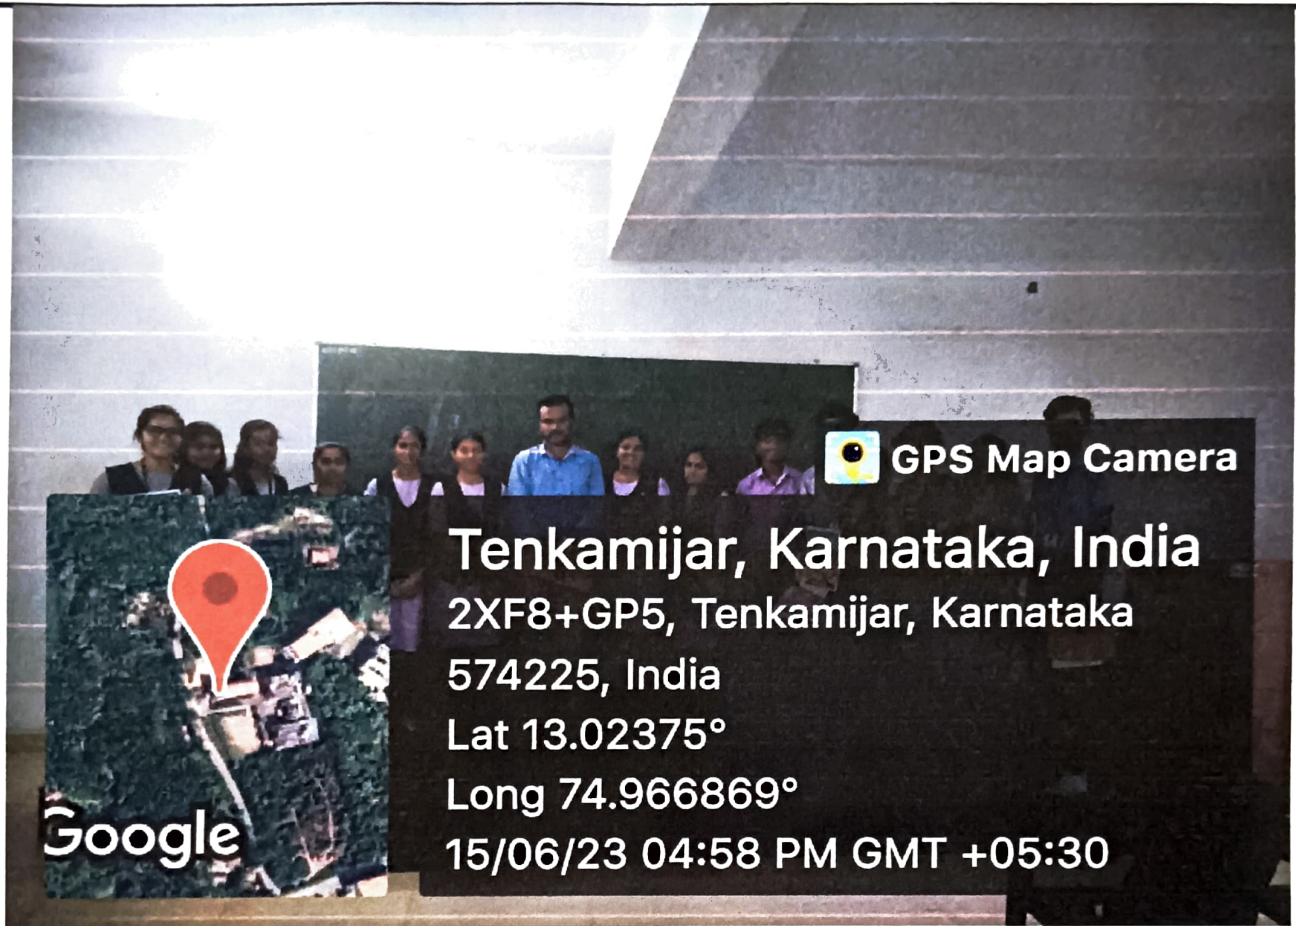 GPS Map Camera
Tenkamijar, Karnataka, India
2XF8+GP5, Tenkamijar, Karnataka
574225, India
Lat 13.02375°
Long 74.966869°
15/06/23 04:58 PM GMT +05:30
Google